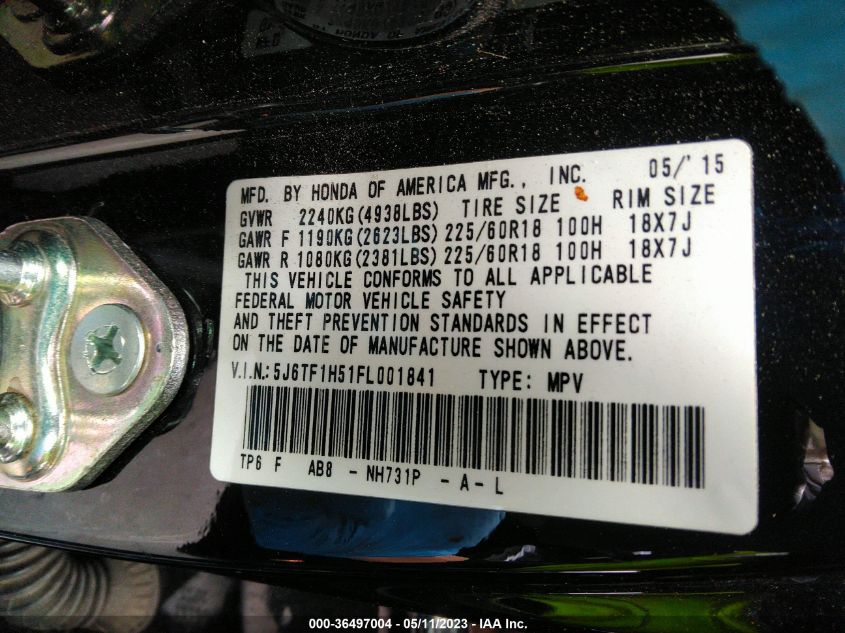 MFD. BY HONDA OF AMERICA MFG., INC. 05/'15
GVWR 2240KG(4938LBS) TIRE SIZE RIM SIZE
GAWR F 1190KG(2623LBS) 225/60R18 100H 18X7J
GAWR R 1080KG(2381LBS) 225/60R18 100H 18X7J
THIS VEHICLE CONFORMS TO ALL APPLICABLE
FEDERAL MOTOR VEHICLE SAFETY
AND THEFT PREVENTION STANDARDS IN EFFECT
ON THE DATE OF MANUFACTURE SHOWN ABOVE.
V.I.N.:5J6TF1H51FL001841 TYPE: MPV
TP6 F AB8 - NH731P - A - L
000-36497004 - 05/11/2023 - IAA Inc.